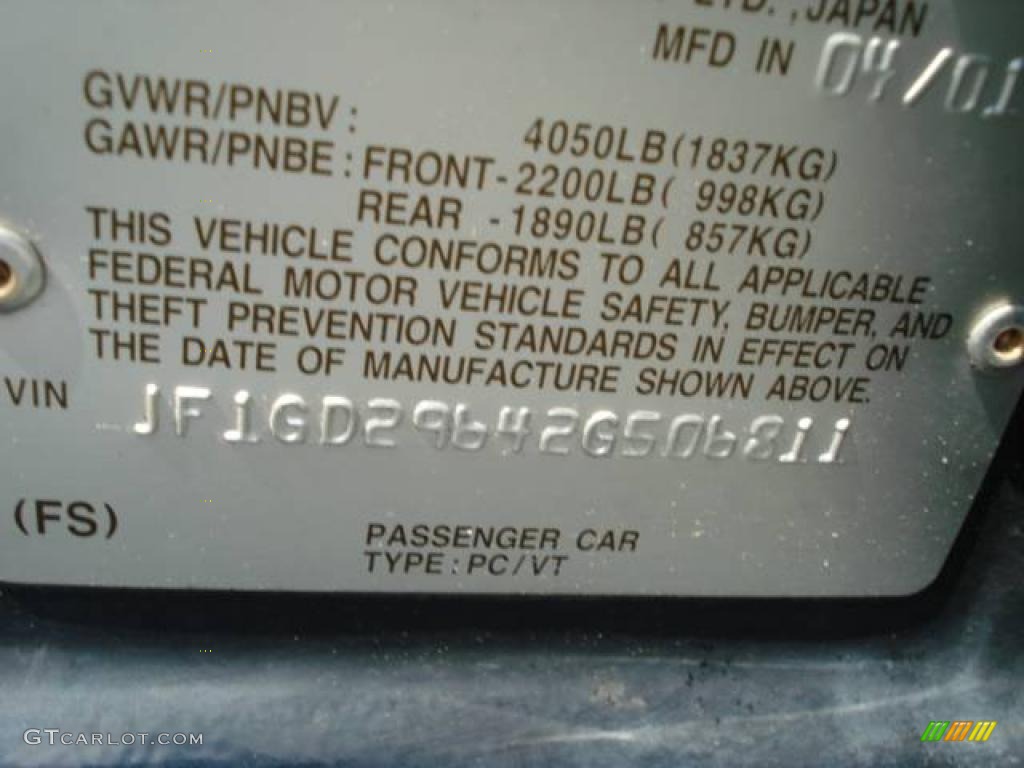 LTD. ,JAPAN
MFD IN 04/01
GVWR/PNBV : 4050LB(1837KG)
GAWR/PNBE : FRONT-2200LB( 998KG)
REAR -1890LB( 857KG)
THIS VEHICLE CONFORMS TO ALL APPLICABLE
FEDERAL MOTOR VEHICLE SAFETY, BUMPER, AND
THEFT PREVENTION STANDARDS IN EFFECT ON
THE DATE OF MANUFACTURE SHOWN ABOVE.
VIN JF1GD29642G506811
(FS)
PASSENGER CAR
TYPE : PC/VT
GTCARLOT.COM